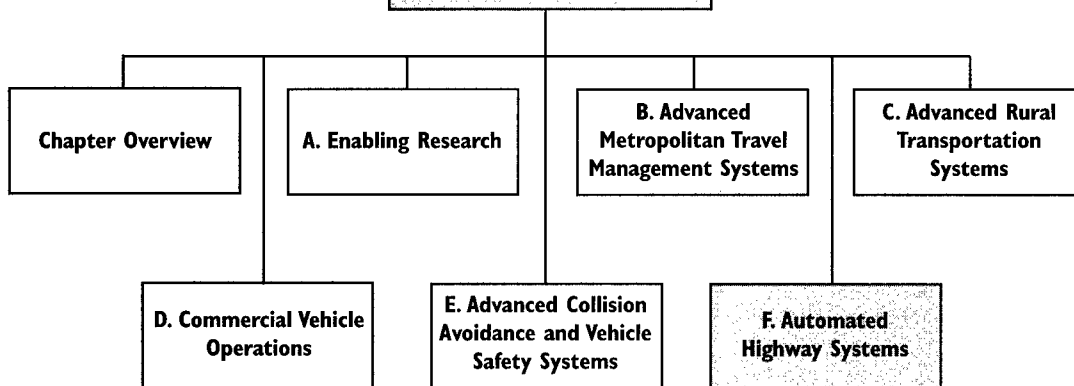 Chapter Overview
A. Enabling Research
B. Advanced
Metropolitan Travel
Management Systems
C. Advanced Rural
Transportation
Systems
D. Commercial Vehicle
Operations
E. Advanced Collision
Avoidance and Vehicle
Safety Systems
F. Automated
Highway Systems